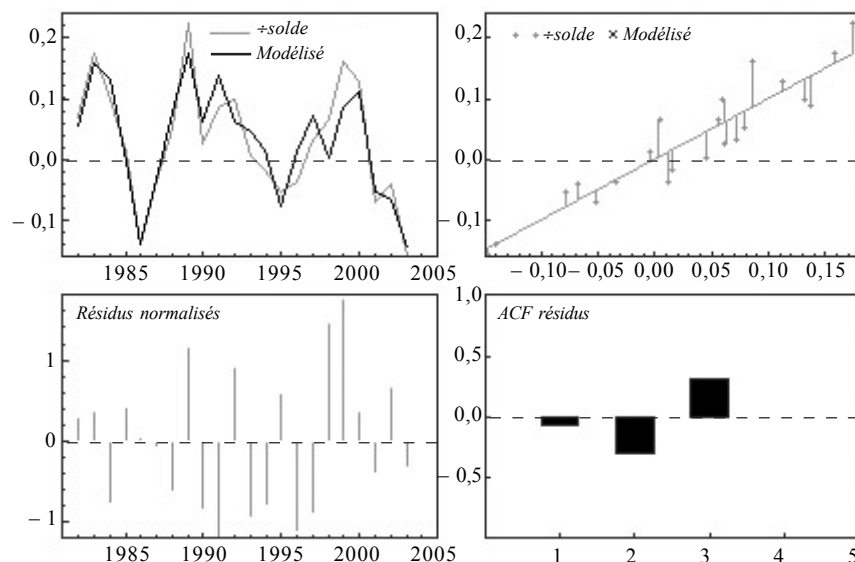 0,2
0,1
0,0
– 0,1
÷solde
Modélisé
1985 1990 1995 2000 2005
0,2
0,1
0,0
– 0,1
÷solde Modélisé
– 0,10 – 0,05 0,00 0,05 0,10 0,15
Résidus normalisés
1
0
– 1
1985 1990 1995 2000 2005
ACF résidus
1,0
0,5
0,0
– 0,5
1 2 3 4 5